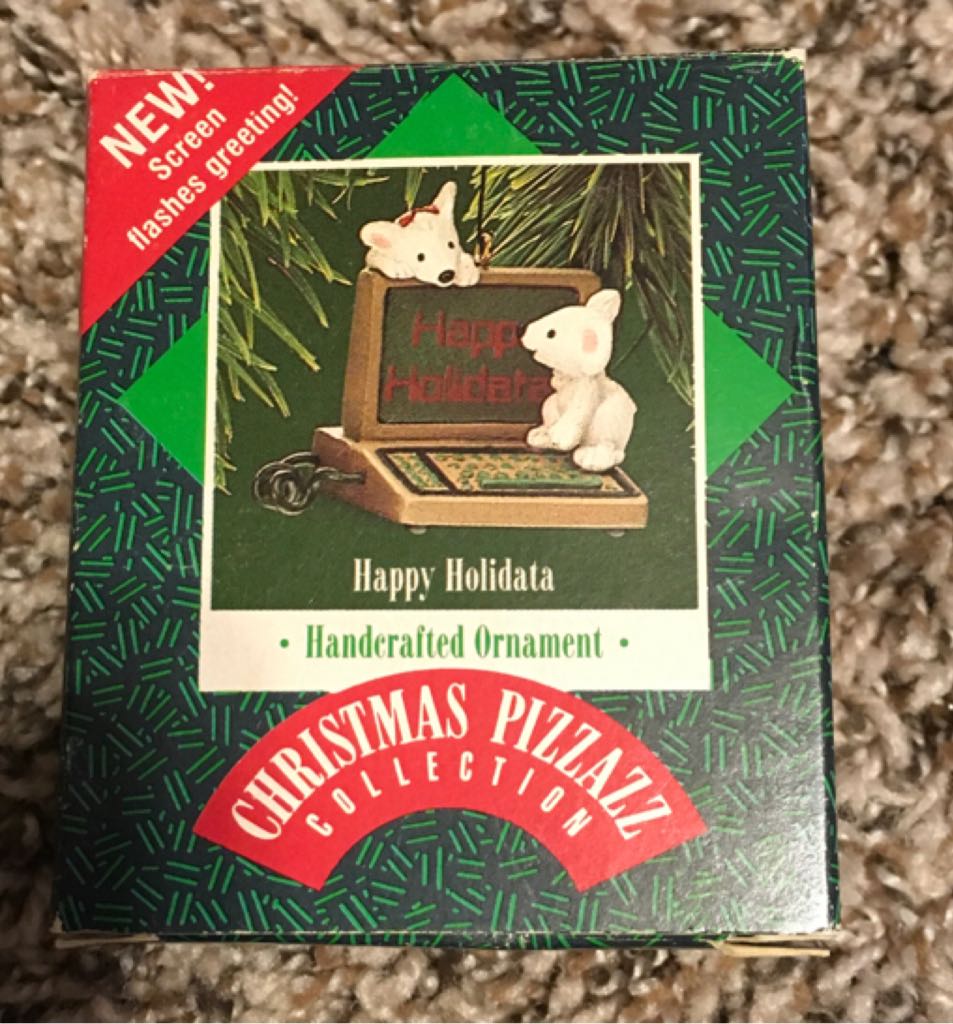 NEW!
Screen
flashes greeting!
Happy
Holidata
Happy Holidata
• Handcrafted Ornament •
CHRISTMAS PIZZAZZ
COLLECTION